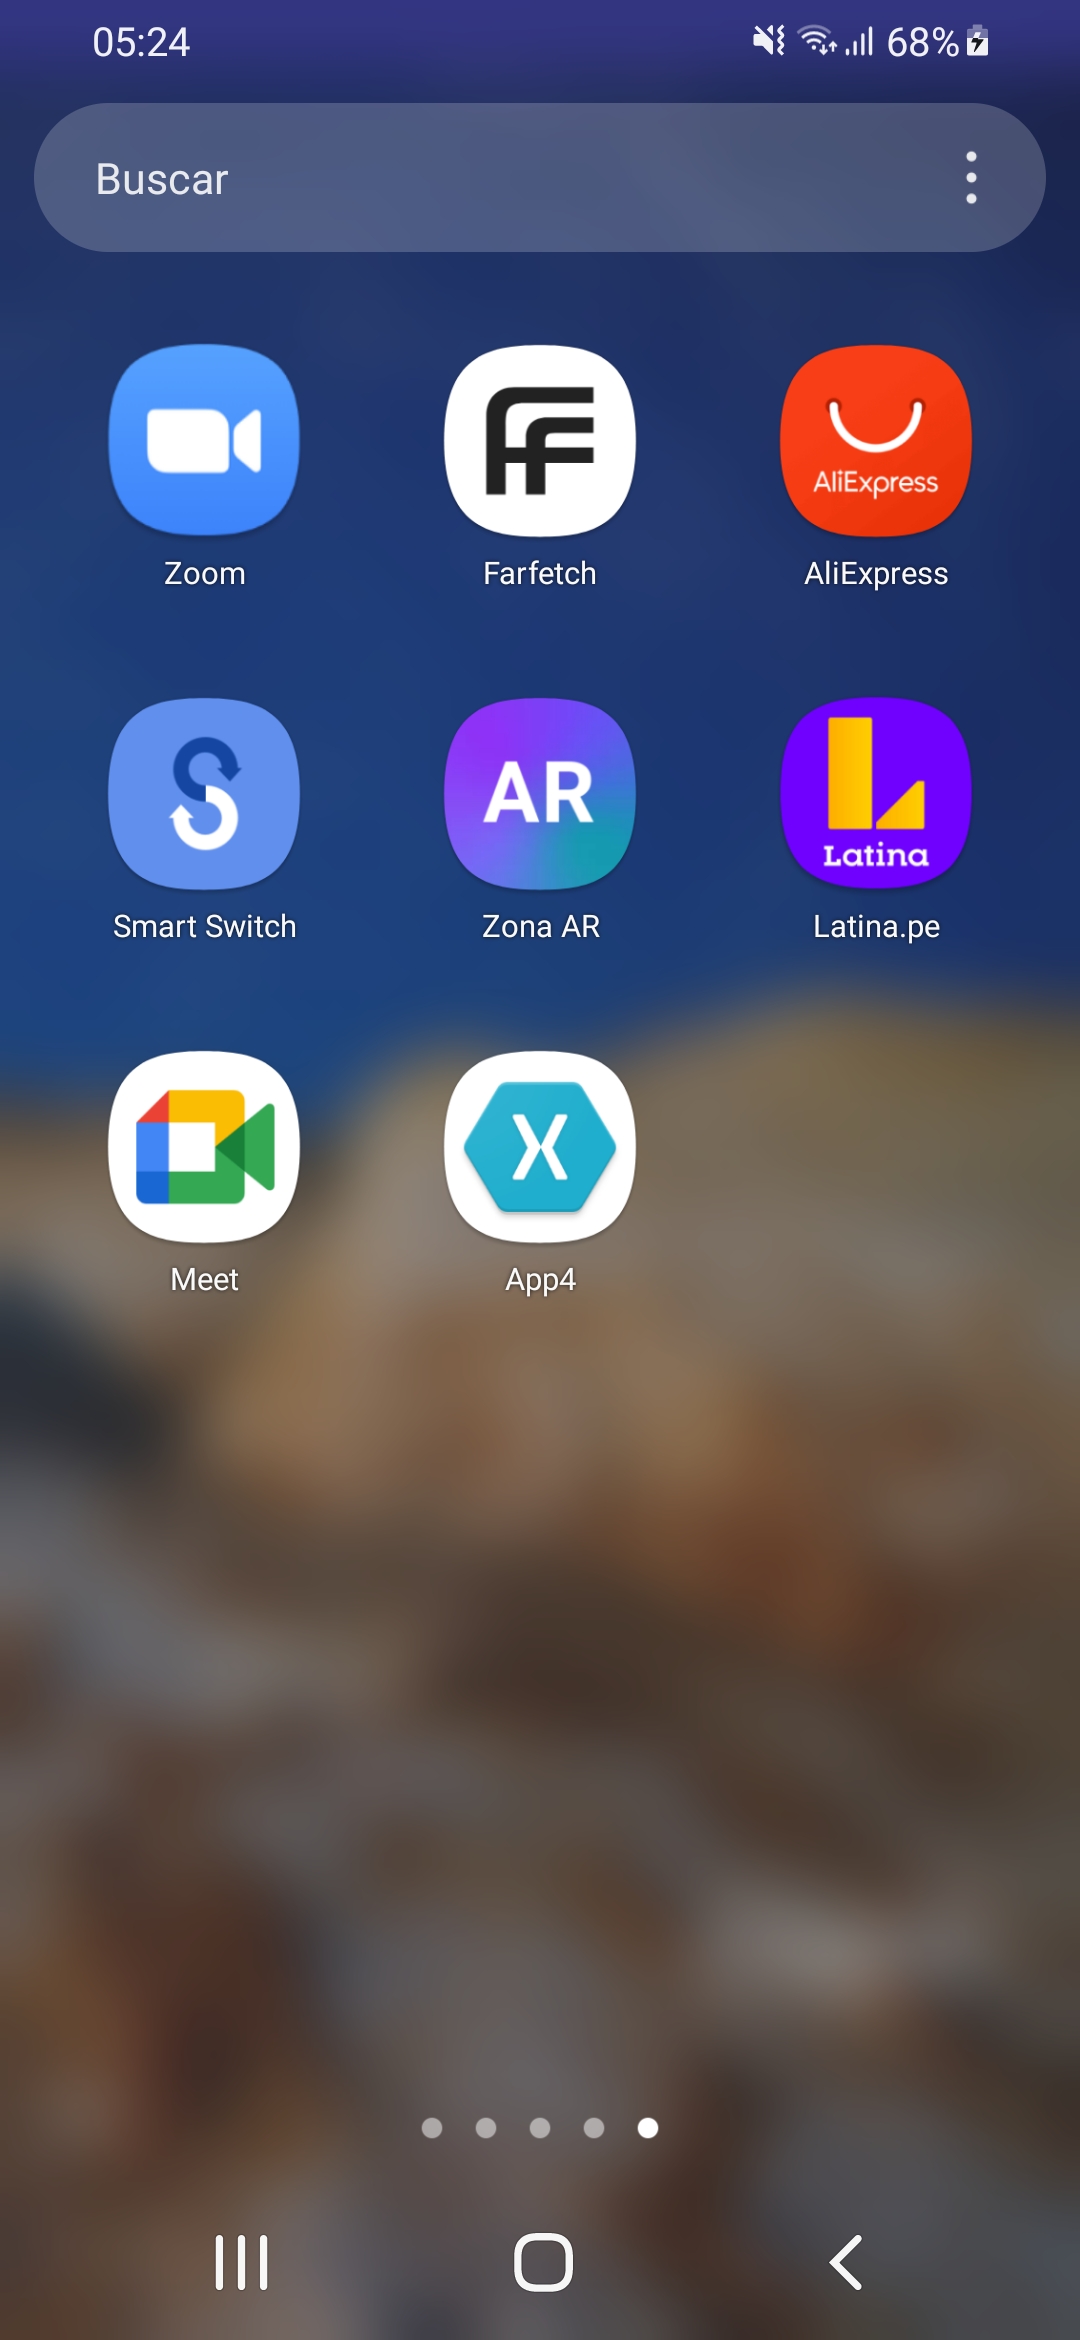 05:24
68%
Buscar
AliExpress
Zoom
Farfetch
AliExpress
AR
Latina
Smart Switch
Zona AR
Latina.pe
X
Meet
App4